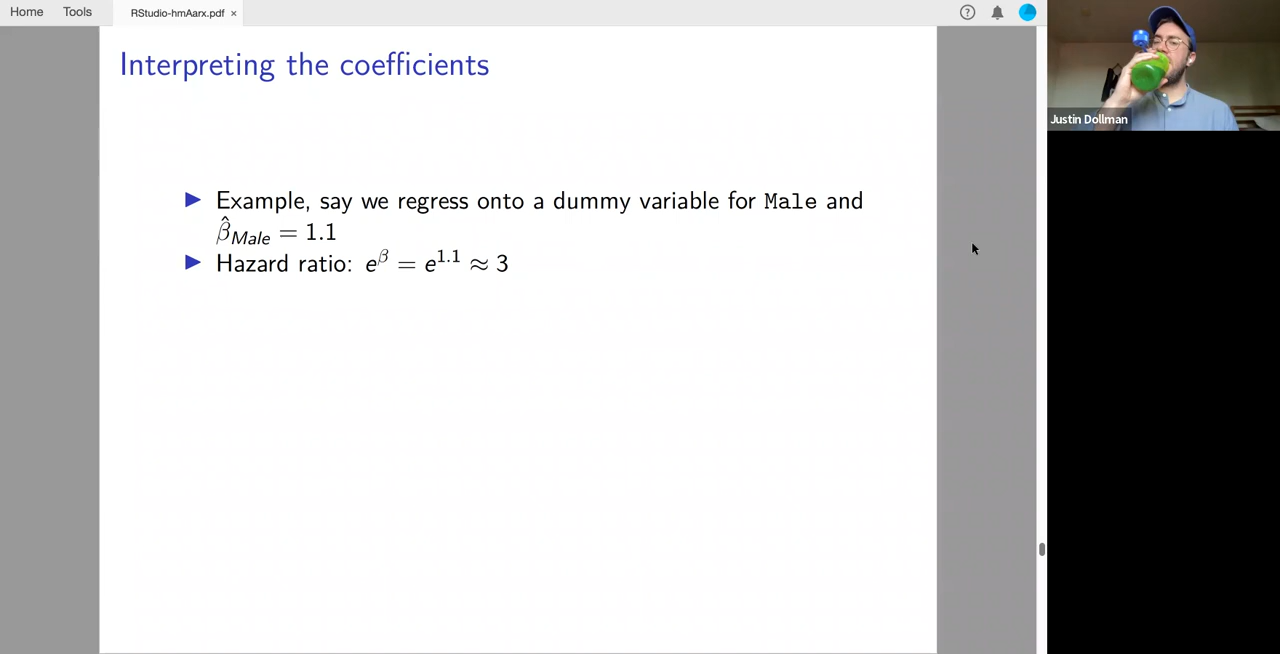 Home Tools RStudio-hmAarx.pdf ×
Interpreting the coefficients
Justin Dollman
▶ Example, say we regress onto a dummy variable for Male and
β̂_Male = 1.1
▶ Hazard ratio: e^β = e^1.1 ≈ 3